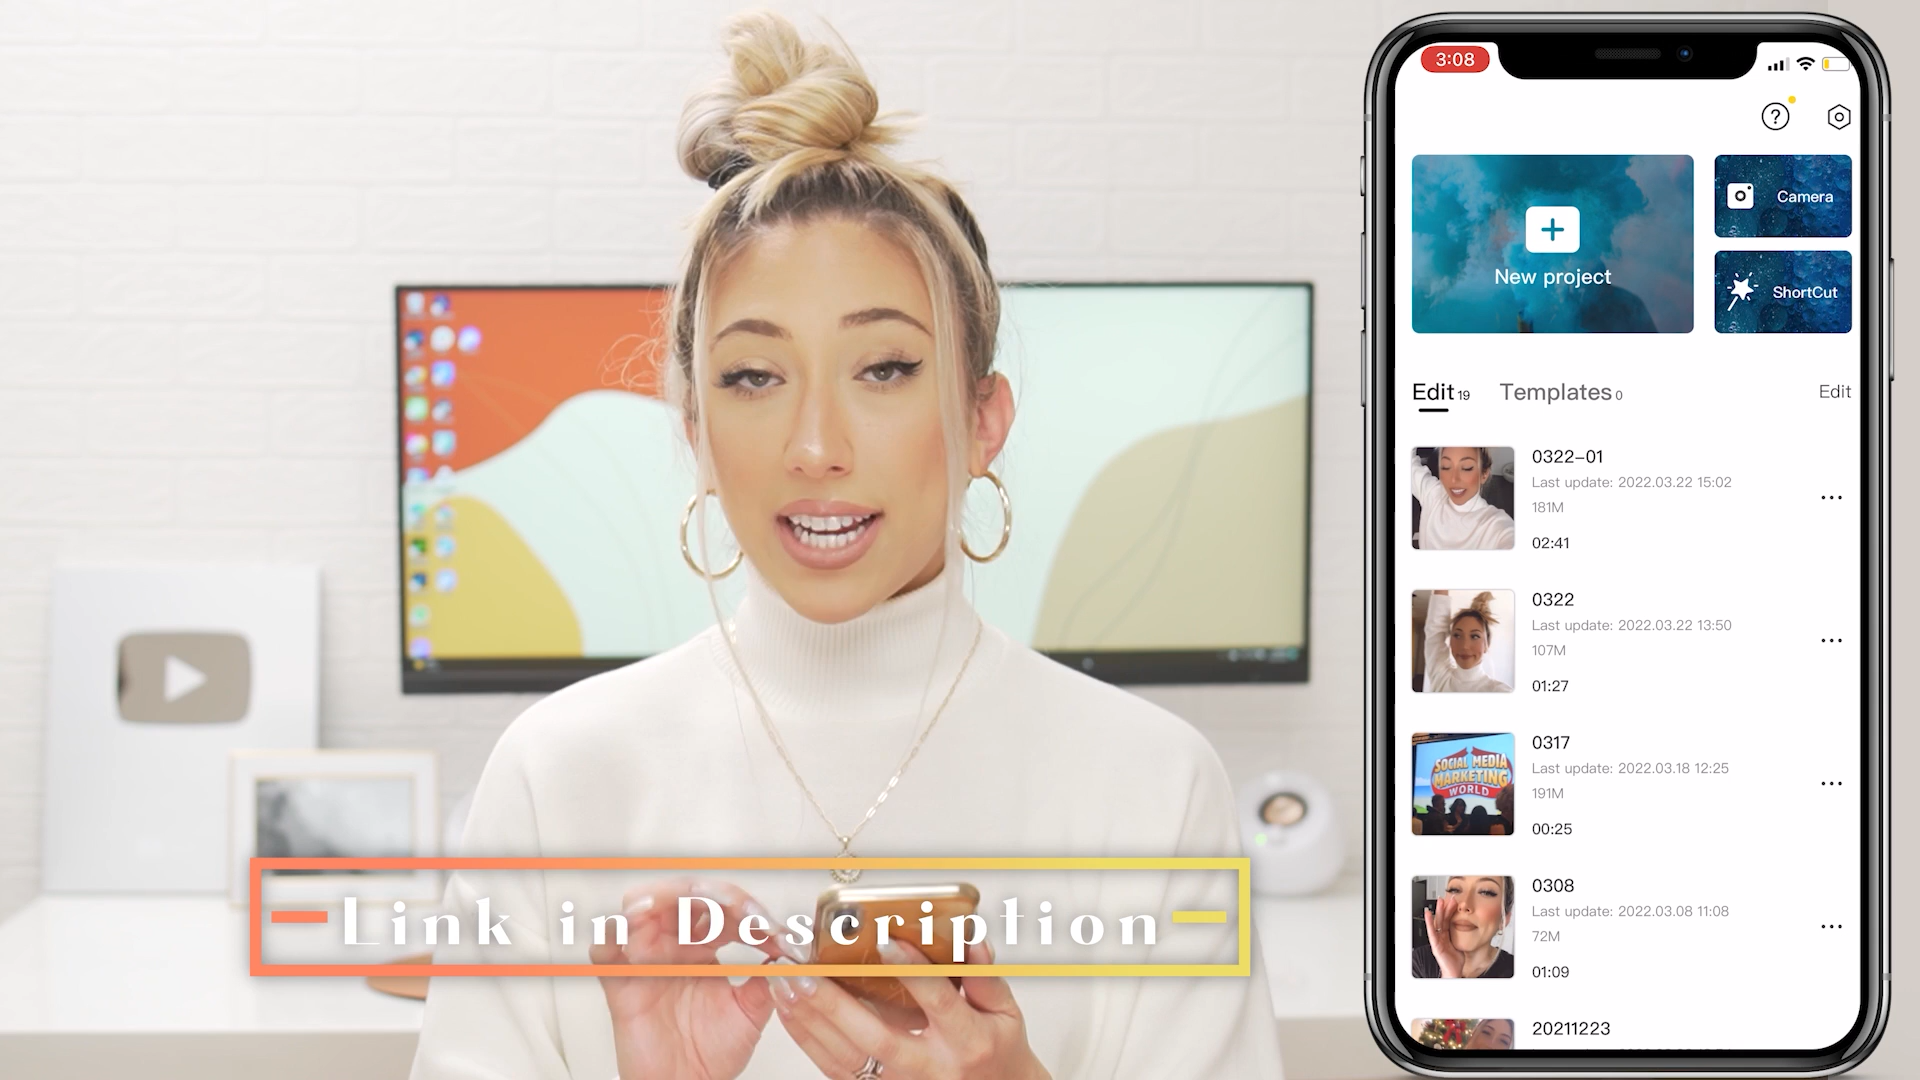 Link in Description
3:08
?
New project
Camera
ShortCut
Edit 19
Templates 0
Edit
0322-01
Last update: 2022.03.22 15:02
181M
02:41
0322
Last update: 2022.03.22 13:50
107M
01:27
SOCIAL MEDIA
MARKETING
WORLD
0317
Last update: 2022.03.18 12:25
191M
00:25
0308
Last update: 2022.03.08 11:08
72M
01:09
20211223